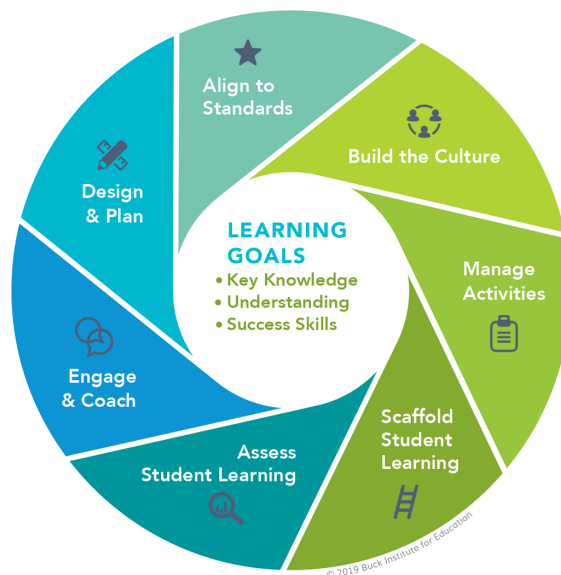 Align to
Standards
Build the Culture
Design
& Plan
LEARNING
GOALS
• Key Knowledge
• Understanding
• Success Skills
Manage
Activities
Engage
& Coach
Scaffold
Student
Learning
Assess
Student Learning
© 2019 Buck Institute for Education